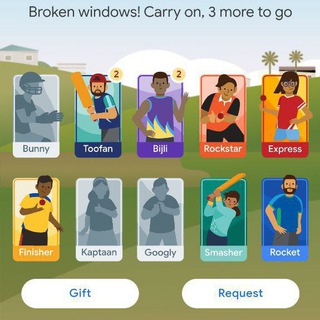 Broken windows! Carry on, 3 more to go
2
2
Bunny
Toofan
Bijli
Rockstar
Express
Finisher
Kaptaan
Googly
Smasher
Rocket
Gift
Request